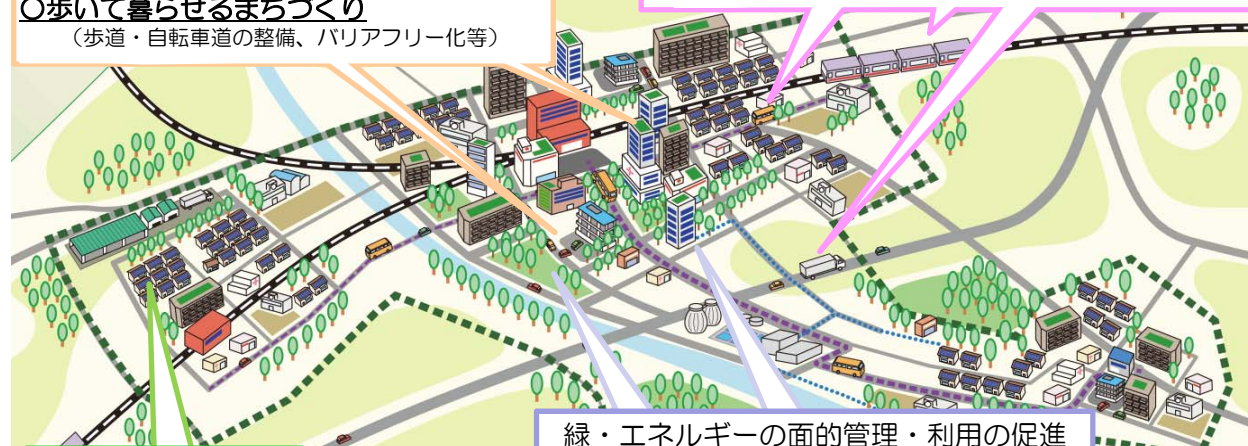 〇歩いて暮らせるまちづくり
（歩道・自転車道の整備、バリアフリー化等）
緑・エネルギーの面的管理・利用の促進